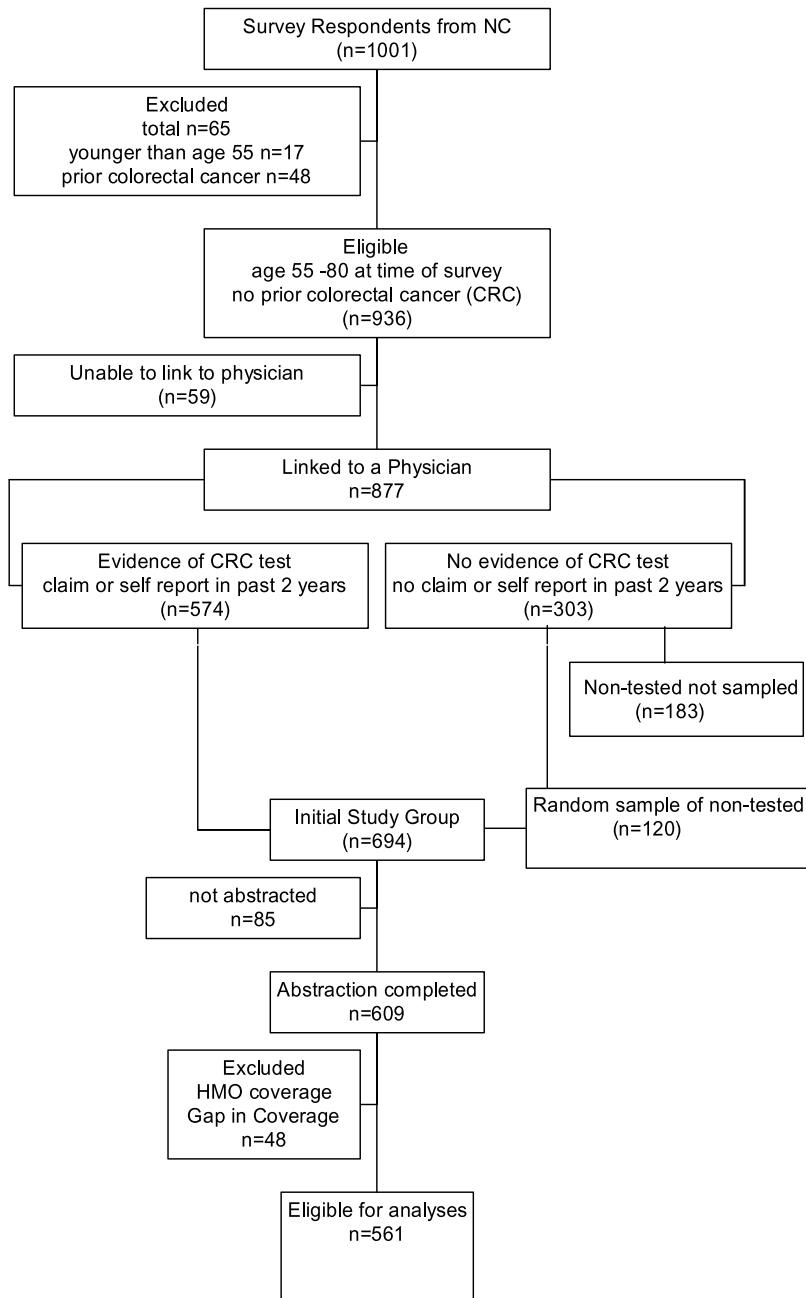 Survey Respondents from NC
(n=1001)
Excluded
total n=65
younger than age 55 n=17
prior colorectal cancer n=48
Eligible
age 55 -80 at time of survey
no prior colorectal cancer (CRC)
(n=936)
Unable to link to physician
(n=59)
Linked to a Physician
n=877
Evidence of CRC test
claim or self report in past 2 years
(n=574)
No evidence of CRC test
no claim or self report in past 2 years
(n=303)
Non-tested not sampled
(n=183)
Random sample of non-tested
(n=120)
Initial Study Group
(n=694)
not abstracted
n=85
Abstraction completed
n=609
Excluded
HMO coverage
Gap in Coverage
n=48
Eligible for analyses
n=561